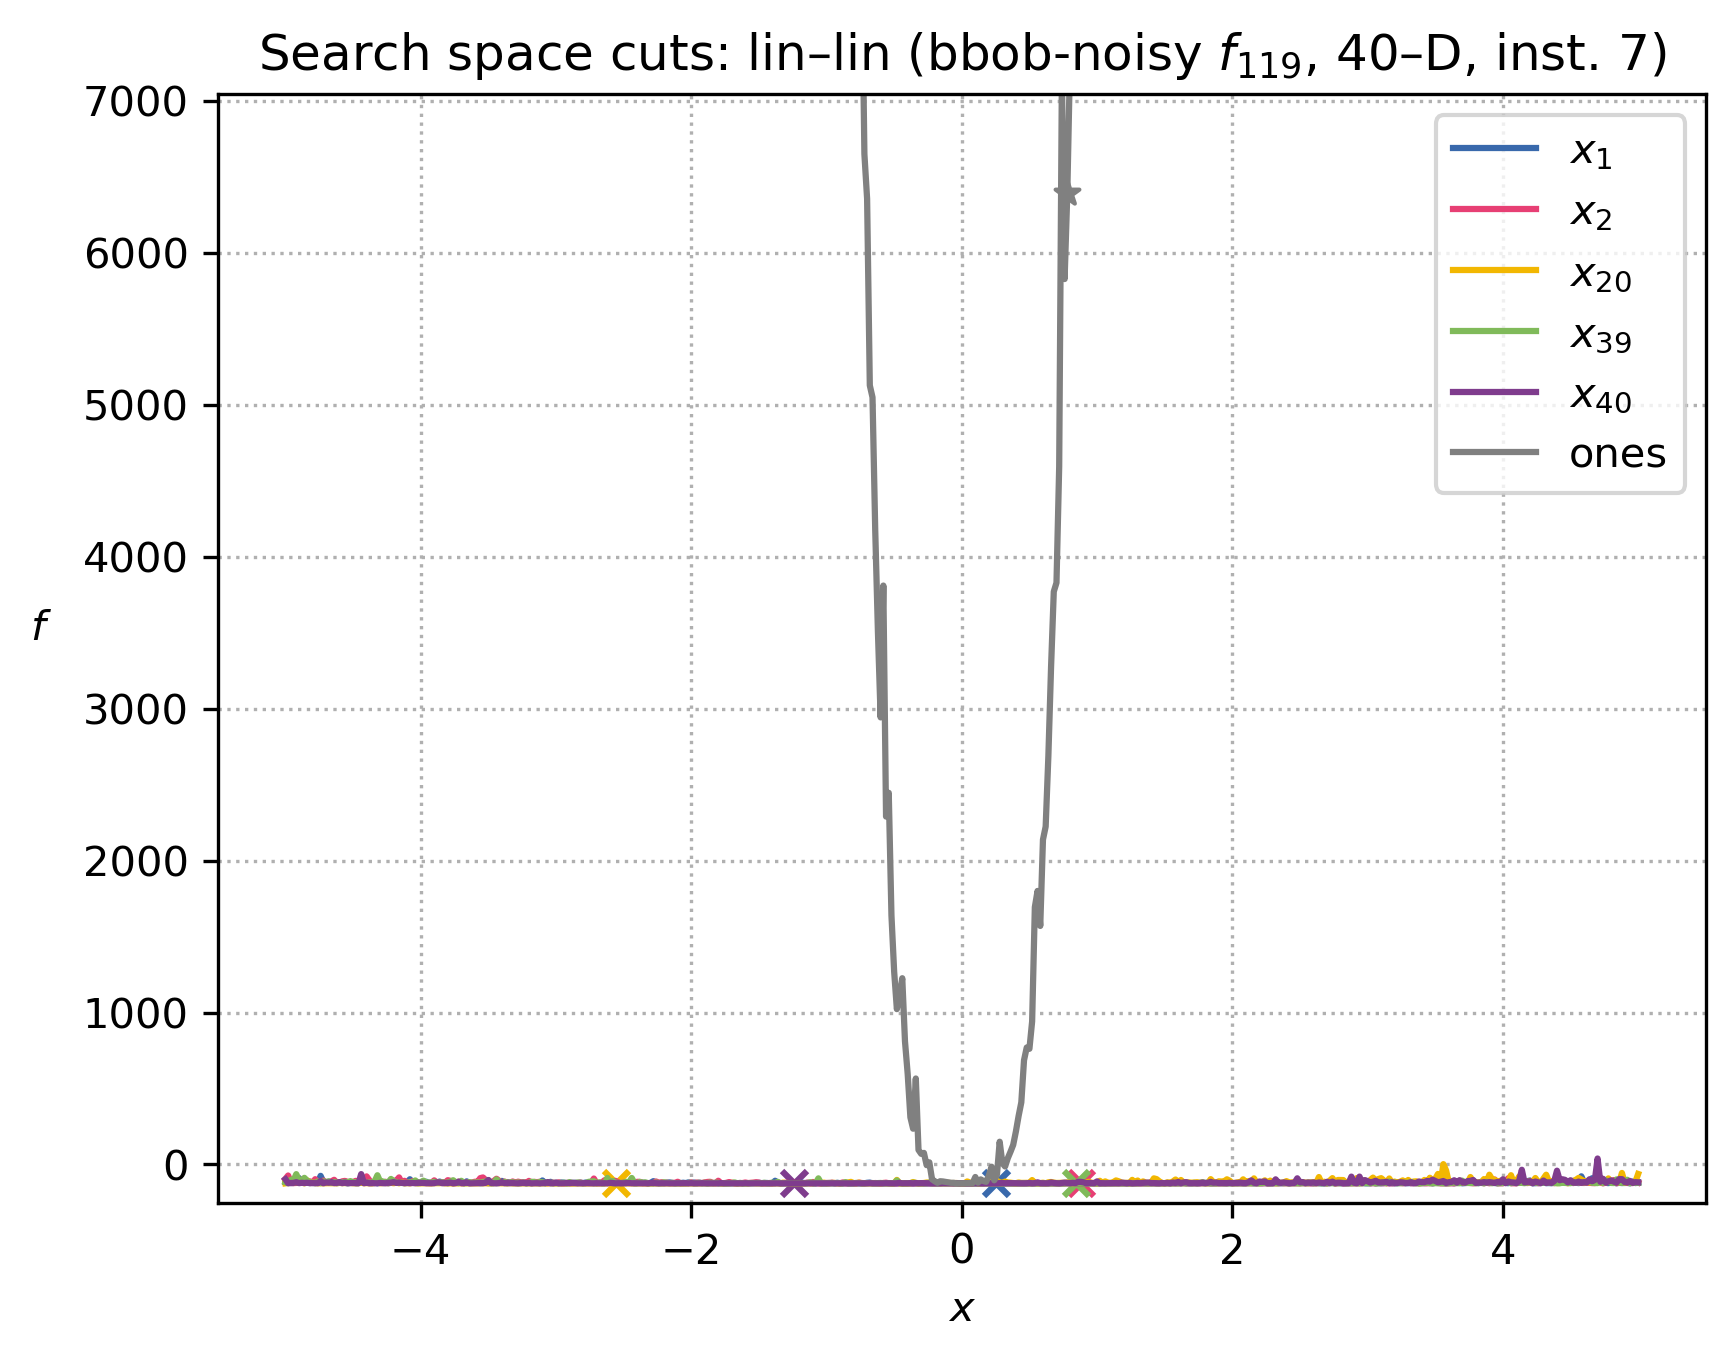 Search space cuts: lin–lin (bbob-noisy f₁₁₉, 40–D, inst. 7)
7000
6000
5000
4000
3000
2000
1000
0
f
x₁
x₂
x₂₀
x₃₉
x₄₀
ones
−4 −2 0 2 4
x